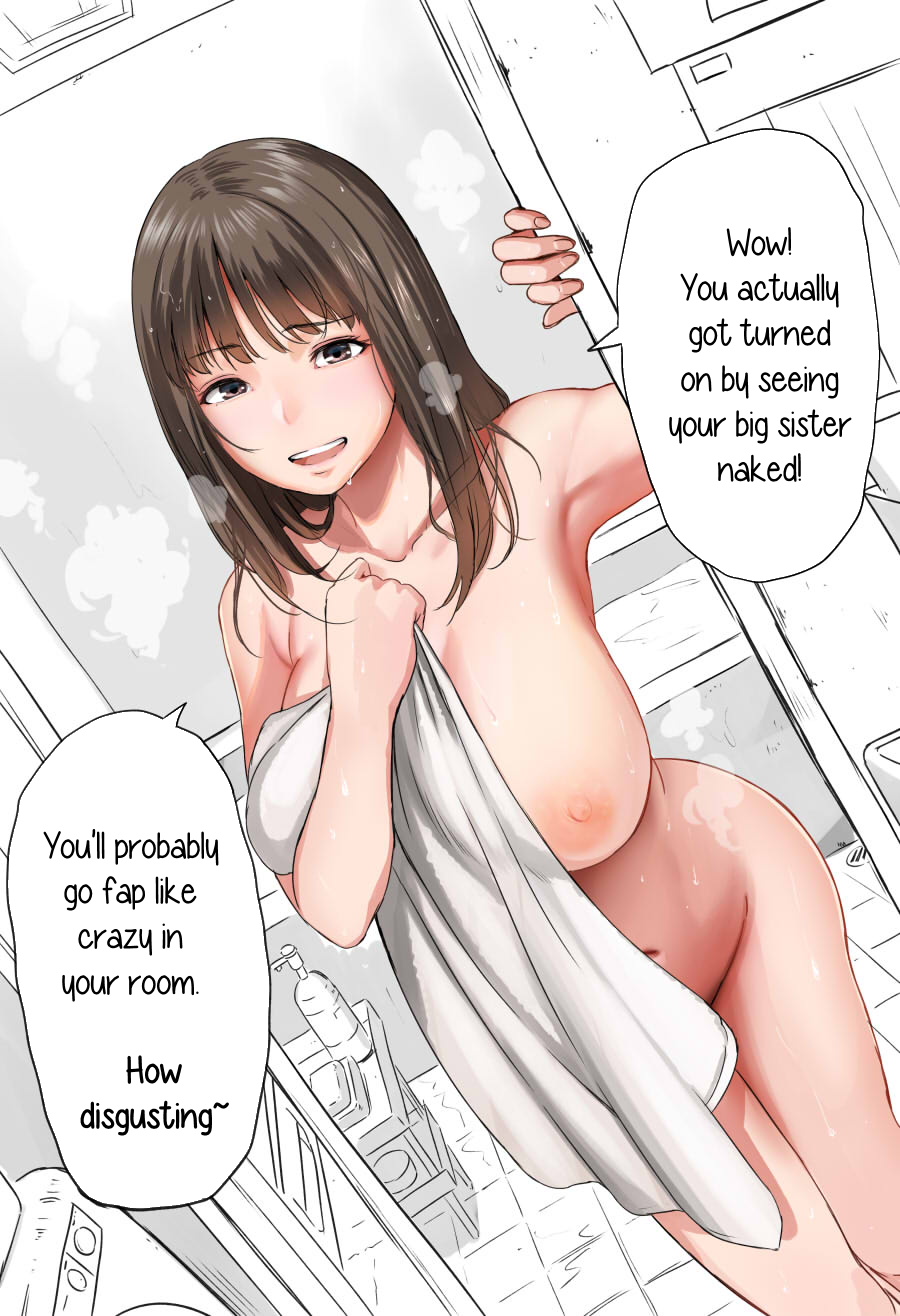 Wow!
You actually
got turned
on by seeing
your big sister
naked!
You'll probably
go fap like
crazy in
your room.
How
disgusting~